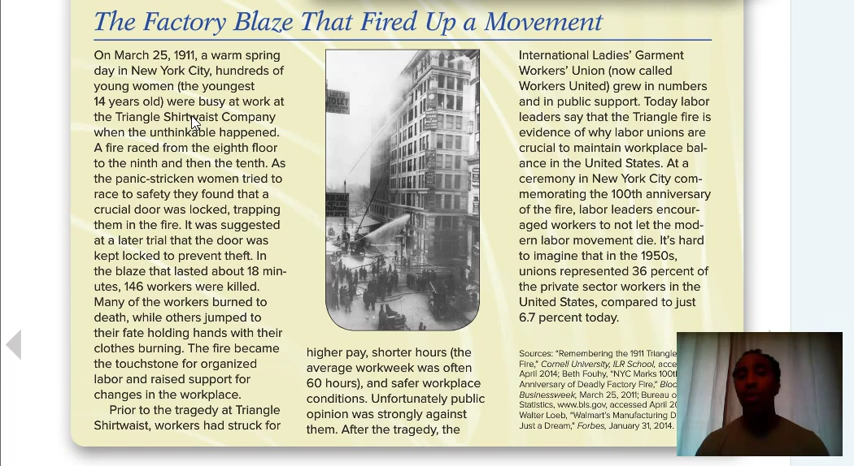 The Factory Blaze That Fired Up a Movement
On March 25, 1911, a warm spring
day in New York City, hundreds of
young women (the youngest
14 years old) were busy at work at
the Triangle Shirtwaist Company
when the unthinkable happened.
A fire raced from the eighth floor
to the ninth and then the tenth. As
the panic-stricken women tried to
race to safety they found that a
crucial door was locked, trapping
them in the fire. It was suggested
at a later trial that the door was
kept locked to prevent theft. In
the blaze that lasted about 18 min-
utes, 146 workers were killed.
Many of the workers burned to
death, while others jumped to
their fate holding hands with their
clothes burning. The fire became
the touchstone for organized
labor and raised support for
changes in the workplace.
Prior to the tragedy at Triangle
Shirtwaist, workers had struck for
higher pay, shorter hours (the
average workweek was often
60 hours), and safer workplace
conditions. Unfortunately public
opinion was strongly against
them. After the tragedy, the
International Ladies' Garment
Workers' Union (now called
Workers United) grew in numbers
and in public support. Today labor
leaders say that the Triangle fire is
evidence of why labor unions are
crucial to maintain workplace bal-
ance in the United States. At a
ceremony in New York City com-
memorating the 100th anniversary
of the fire, labor leaders encour-
aged workers to not let the mod-
ern labor movement die. It's hard
to imagine that in the 1950s,
unions represented 36 percent of
the private sector workers in the
United States, compared to just
6.7 percent today.
Sources: "Remembering the 1911 Triangle
Fire," Cornell University, ILR School,
April 2014; Beth Fouhy, "NYC Marks
Anniversary of Deadly Factory Fire,"
Businessweek, March 25, 2011; Bureau
Statistics, www.bls.gov, accessed April
Walter Loeb, "Walmart's Manufacturing
Just a Dream," Forbes, January 31, 2014.